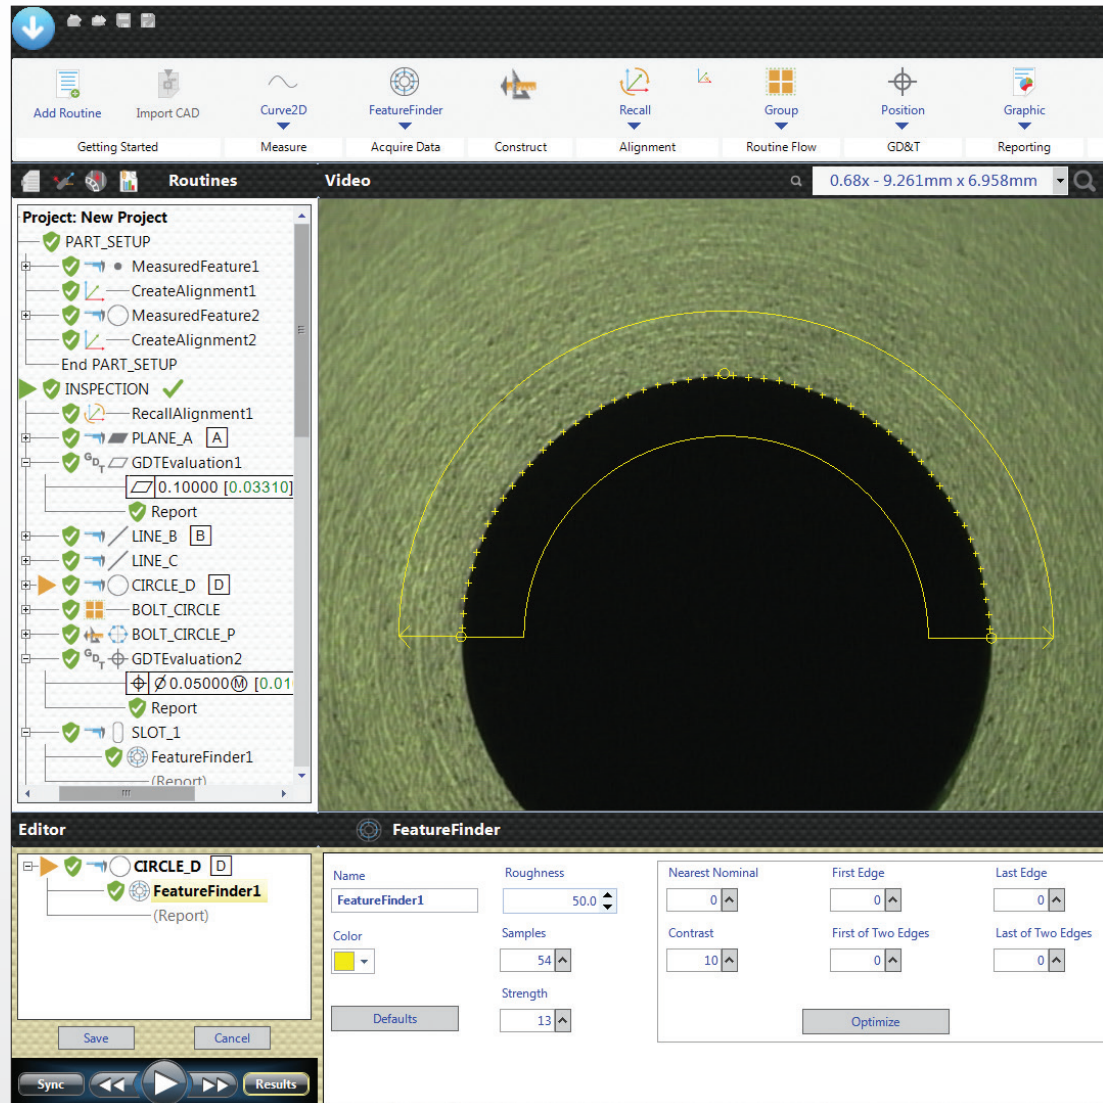 Add Routine
Import CAD
Curve2D
FeatureFinder
Recall
Group
Position
Graphic
Getting Started
Measure
Acquire Data
Construct
Alignment
Routine Flow
GD&T
Reporting
Routines
Video
0.68x - 9.261mm x 6.958mm
Project: New Project
PART_SETUP
MeasuredFeature1
CreateAlignment1
MeasuredFeature2
CreateAlignment2
End PART_SETUP
INSPECTION
RecallAlignment1
PLANE_A A
GDT GDTEvaluation1
0.10000 [0.03310]
Report
LINE_B B
LINE_C
CIRCLE_D D
BOLT_CIRCLE
BOLT_CIRCLE_P
GDT GDTEvaluation2
Ø0.05000Ⓜ [0.01
Report
SLOT_1
FeatureFinder1
(Report)
Editor
FeatureFinder
CIRCLE_D D
FeatureFinder1
(Report)
Save
Cancel
Sync
Results
Name
FeatureFinder1
Color
Defaults
Roughness
50.0
Samples
54
Strength
13
Nearest Nominal
0
First Edge
0
Last Edge
0
Contrast
10
First of Two Edges
0
Last of Two Edges
0
Optimize